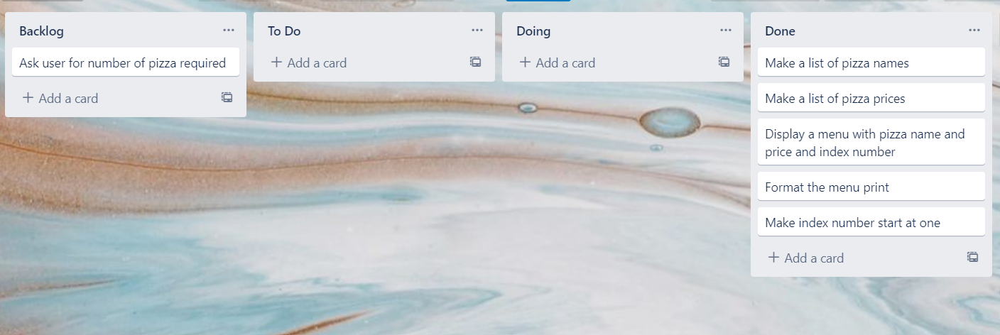 Backlog
Ask user for number of pizza required
Add a card
To Do
Add a card
Doing
Add a card
Done
Make a list of pizza names
Make a list of pizza prices
Display a menu with pizza name and
price and index number
Format the menu print
Make index number start at one
Add a card